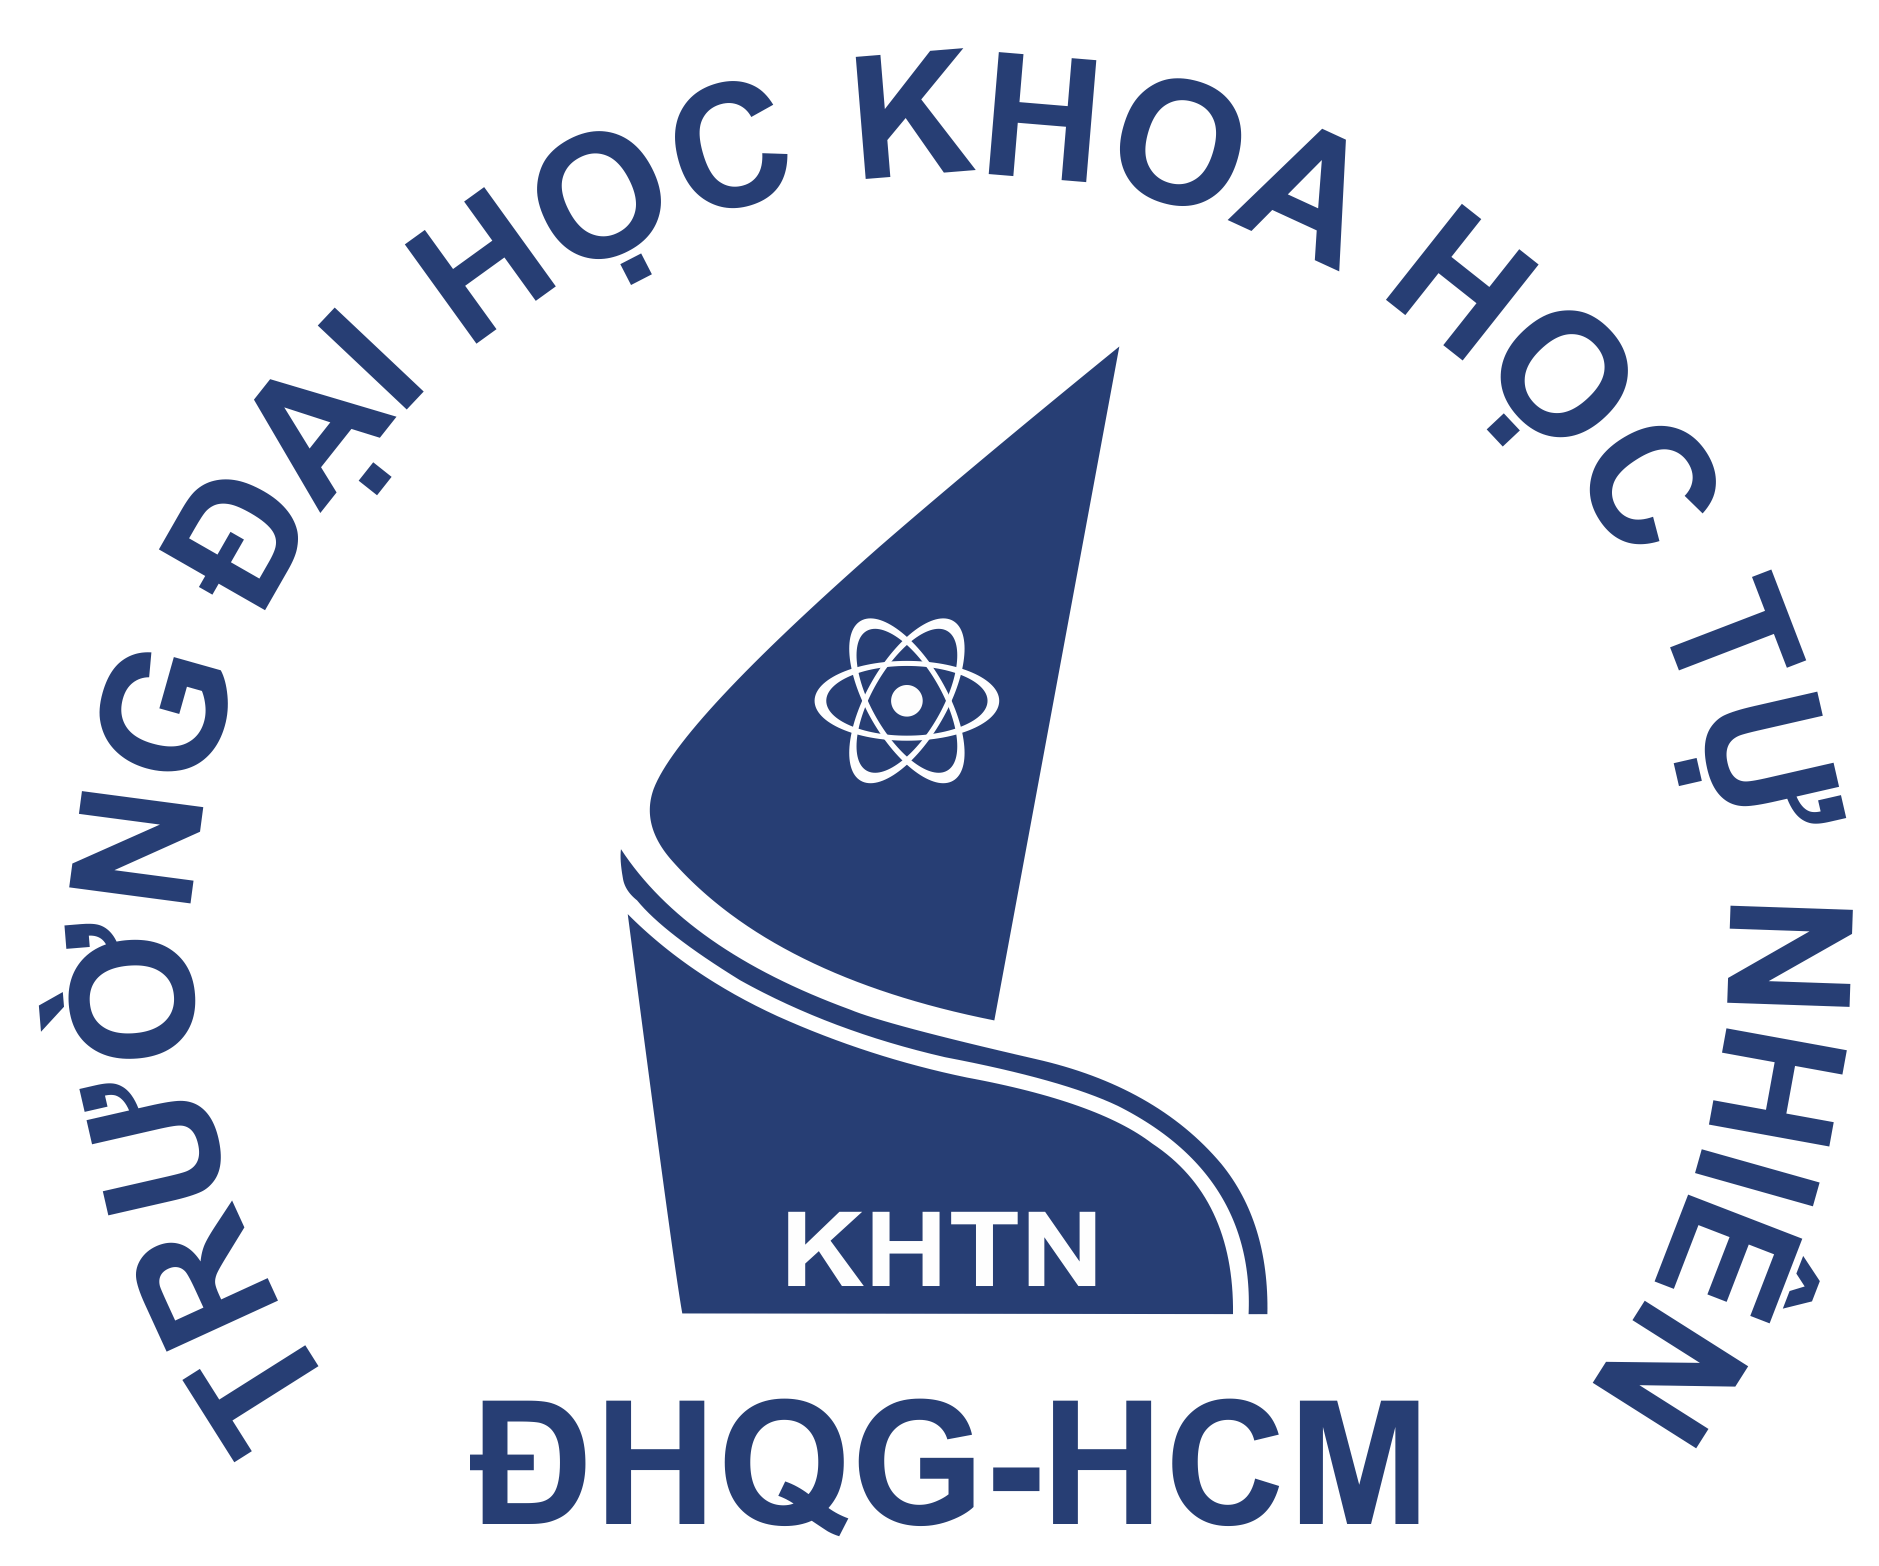 TRƯỜNG ĐẠI HỌC KHOA HỌC TỰ NHIÊN
KHTN
ĐHQG-HCM